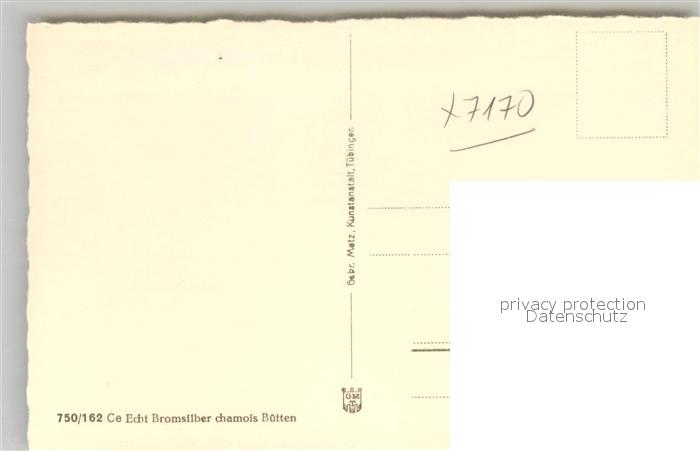 x7170
Gebr. Metz, Kunstanstalt, Tübingen
privacy protection
Datenschutz
GM
750/162 Ce Echt Bromsilber chamois Bütten